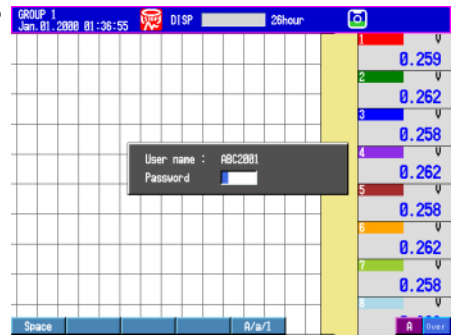 GROUP 1
Jan.01.2000 01:36:55
DISP 26hour
1 V
0.259
2 V
0.262
3 V
0.258
4 V
0.262
5 V
0.258
6 V
0.262
7 V
0.258
8 V
User name : ABC2001
Password
Space A/a/1
A Over